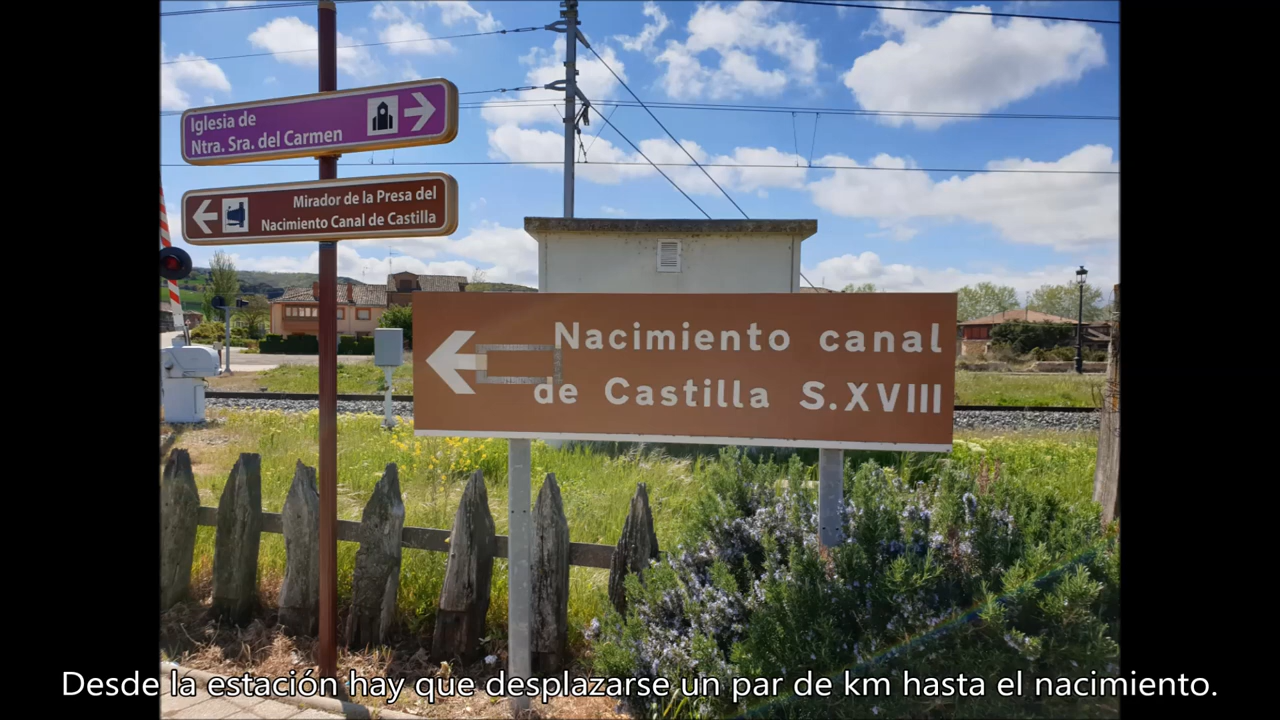 Iglesia de
Ntra. Sra. del Carmen
Mirador de la Presa del
Nacimiento Canal de Castilla
Nacimiento canal
de Castilla S.XVIII
Desde la estación hay que desplazarse un par de km hasta el nacimiento.